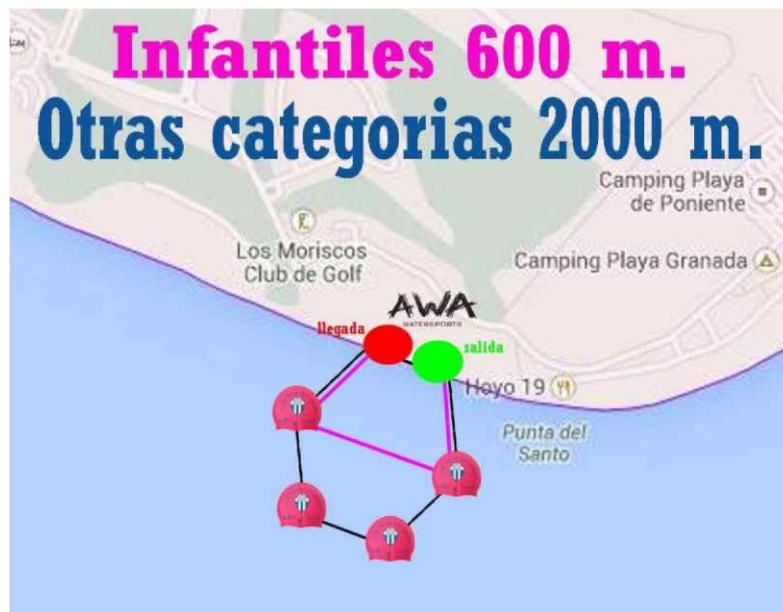 Infantiles 600 m.
Otras categorias 2000 m.
Camping Playa
de Poniente
Los Moriscos
Club de Golf
Camping Playa Granada
AWA
WATERSPORTS
llegada
salida
Hoyo 19
Punta del
Santo